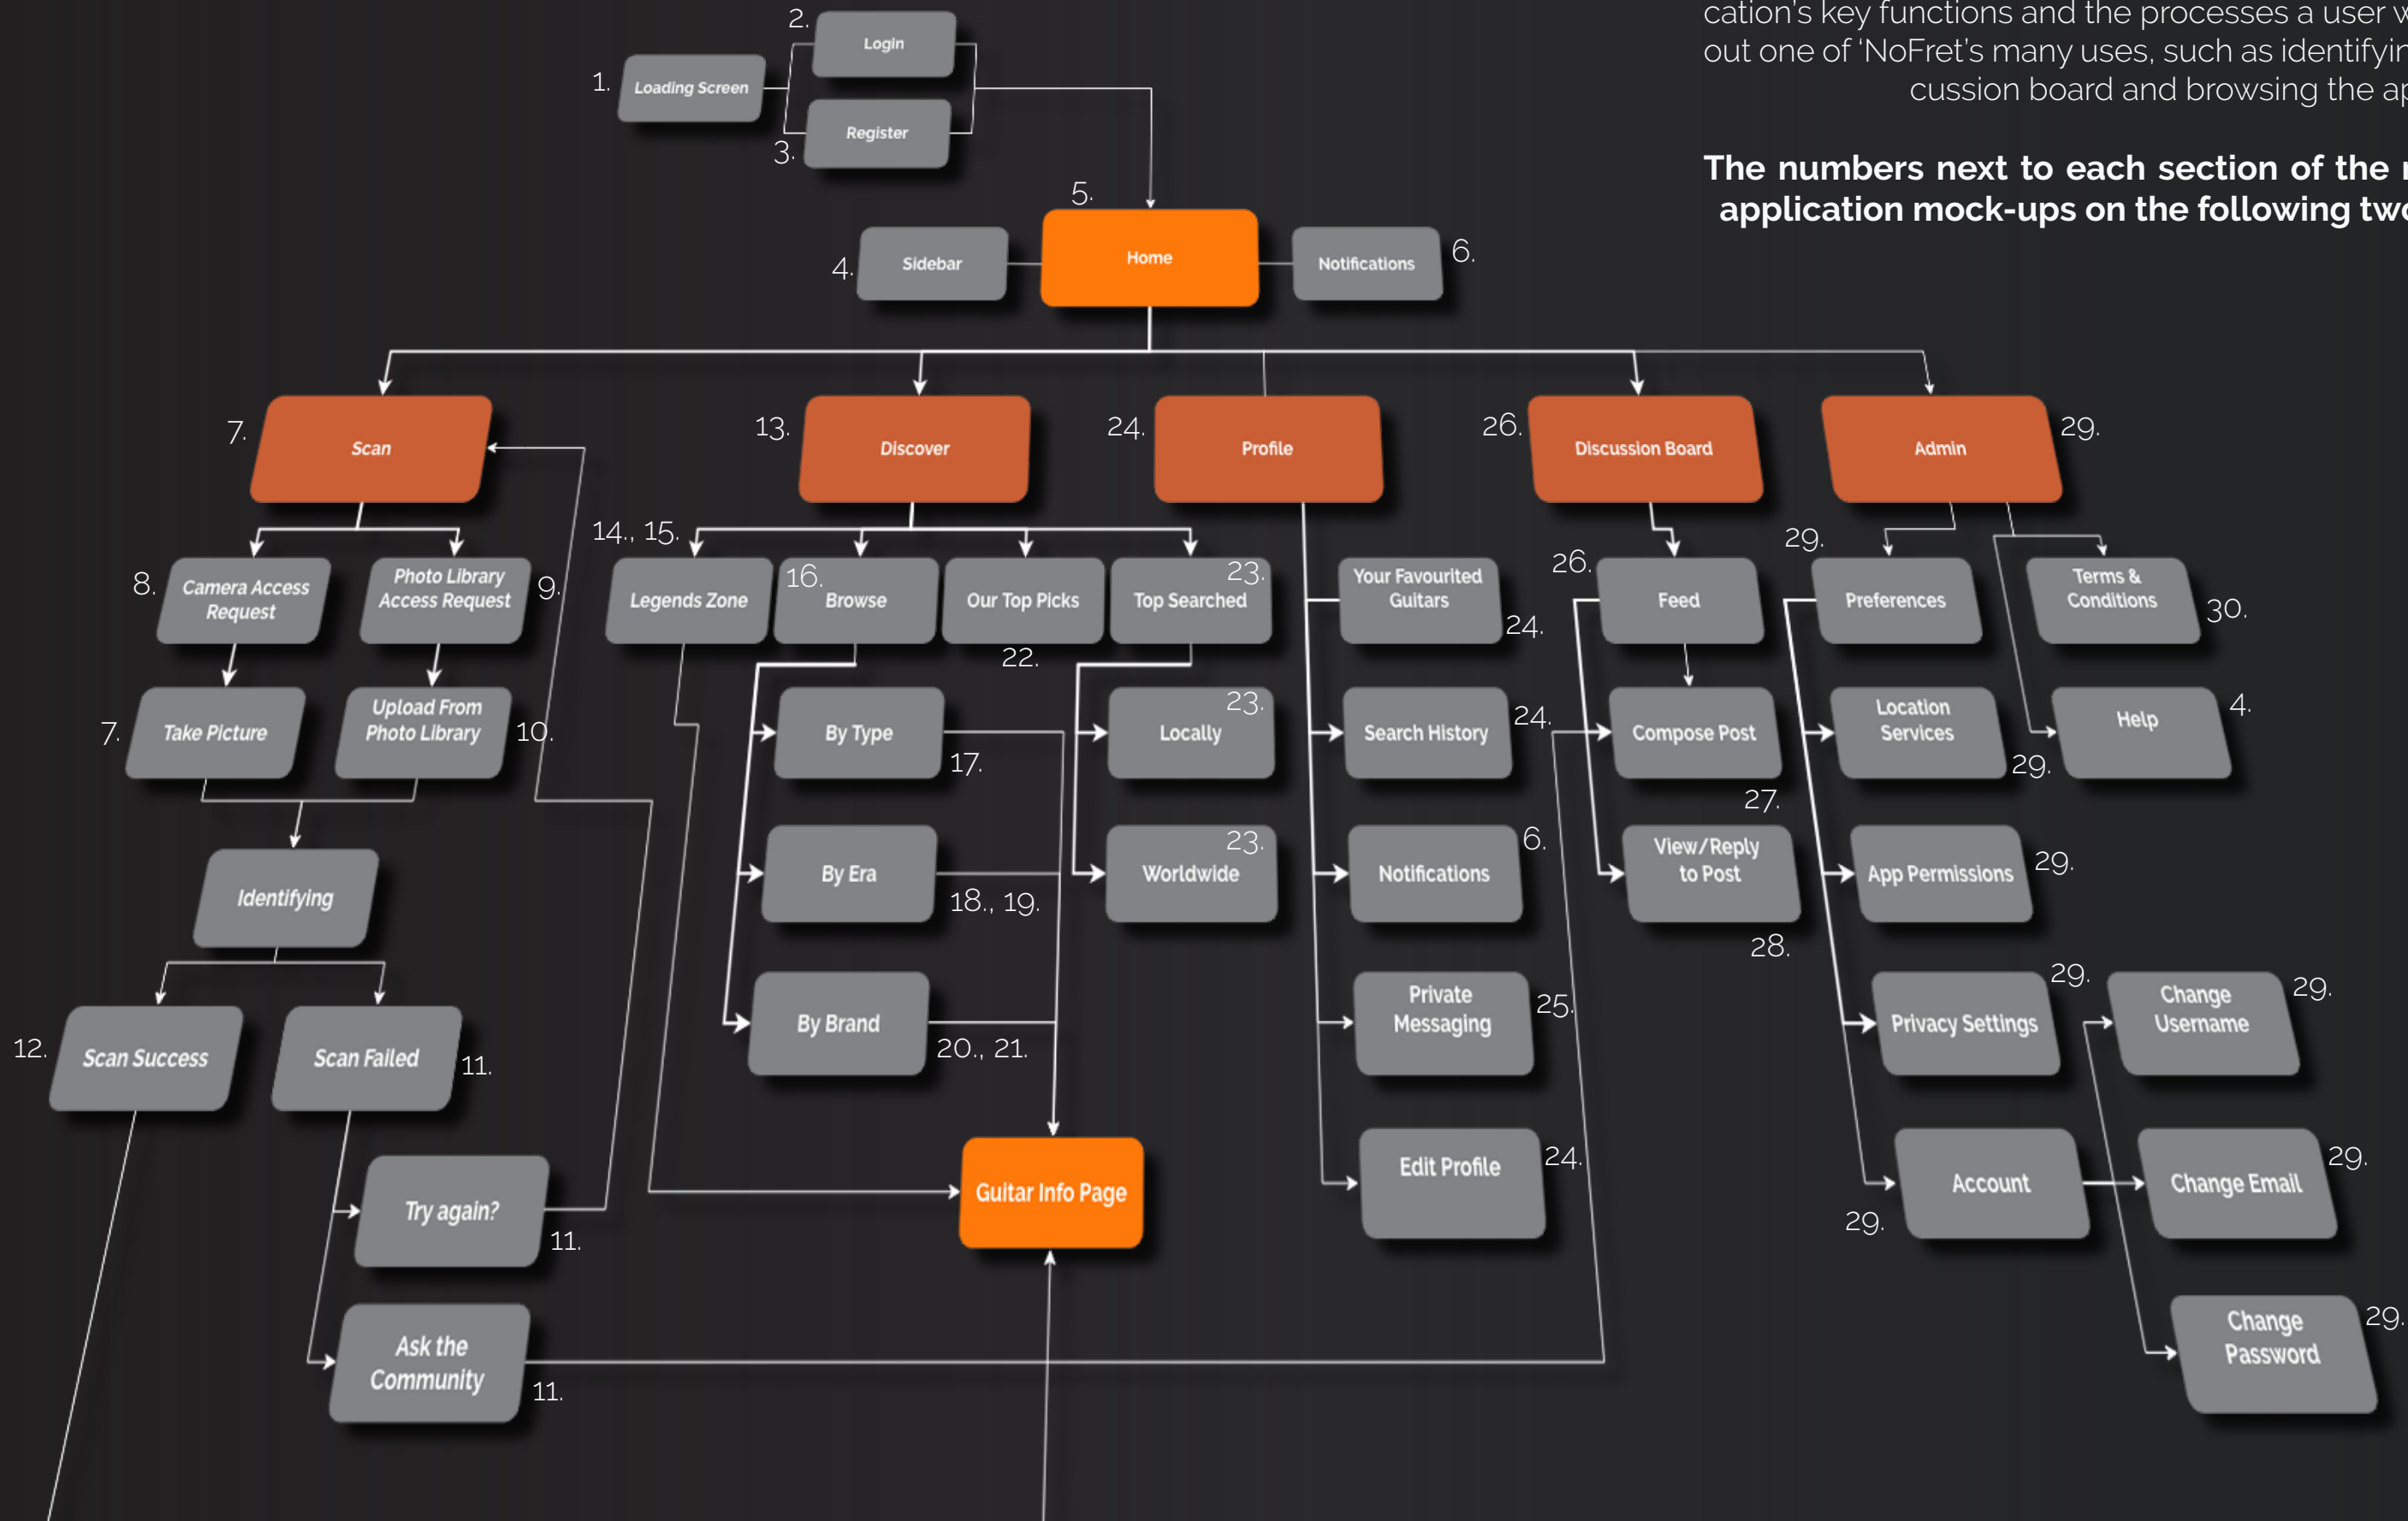 cation's key functions and the processes a user
out one of 'NoFret's many uses, such as identifyin
cussion board and browsing the
The numbers next to each section of the
application mock-ups on the following two
1.
Loading Screen
2.
Login
3.
Register
4.
Sidebar
5.
Home
Notifications
6.
7.
Scan
13.
Discover
24.
Profile
26.
Discussion Board
Admin
29.
8.
Camera Access
Request
Photo Library
Access Request
9.
14., 15.
Legends Zone
16.
Browse
Our Top Picks
22.
23.
Top Searched
Your Favourited
Guitars
24.
26.
Feed
29.
Preferences
Terms &
Conditions
30.
7.
Take Picture
Upload From
Photo Library
10.
By Type
17.
23.
Locally
Search History
24.
Compose Post
27.
Location
Services
29.
Help
4.
Identifying
By Era
18., 19.
23.
Worldwide
Notifications
6.
View/Reply
to Post
28.
App Permissions
29.
12.
Scan Success
Scan Failed
11.
By Brand
20., 21.
Private
Messaging
25.
Privacy Settings
29.
Change
Username
29.
Try again?
11.
Guitar Info Page
Edit Profile
24.
29.
Account
Change Email
29.
Ask the
Community
11.
Change
Password
29.